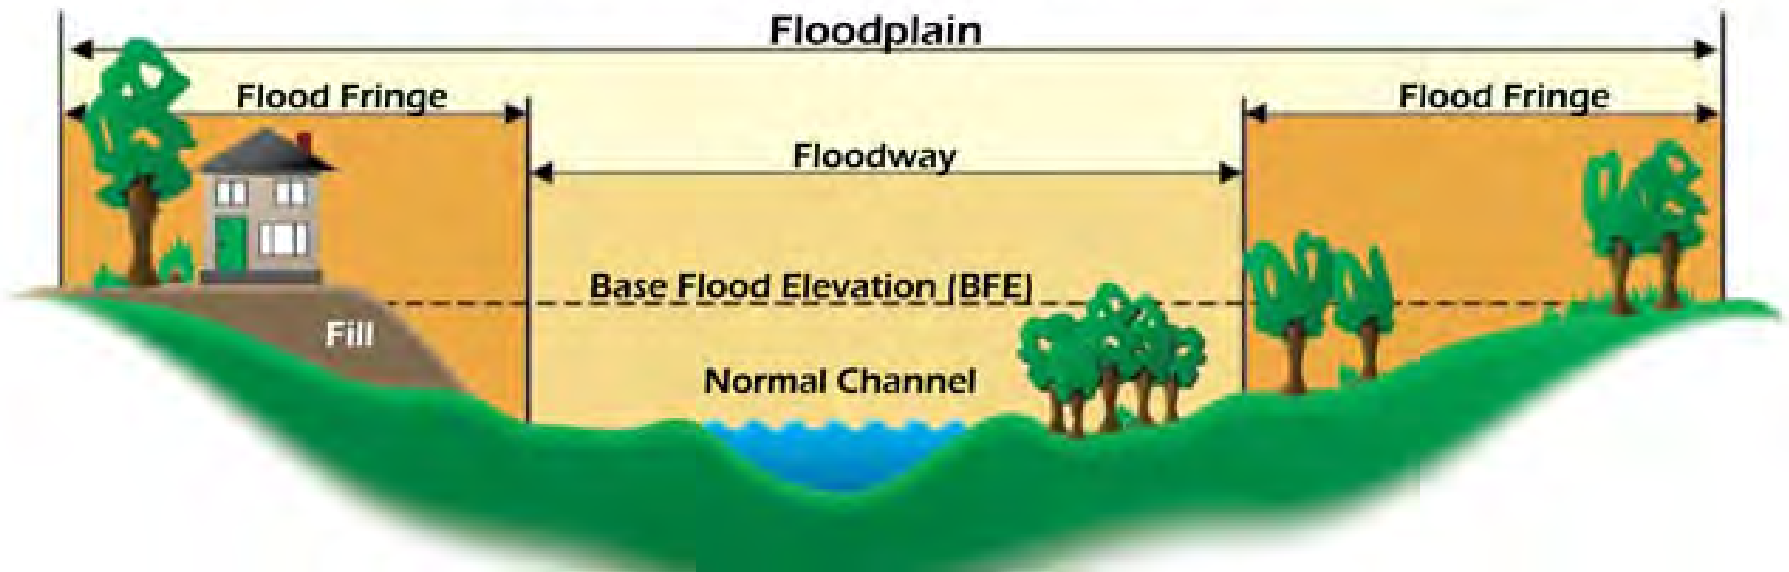 Floodplain
Flood Fringe
Flood Fringe
Floodway
Base Flood Elevation (BFE)
Fill
Normal Channel